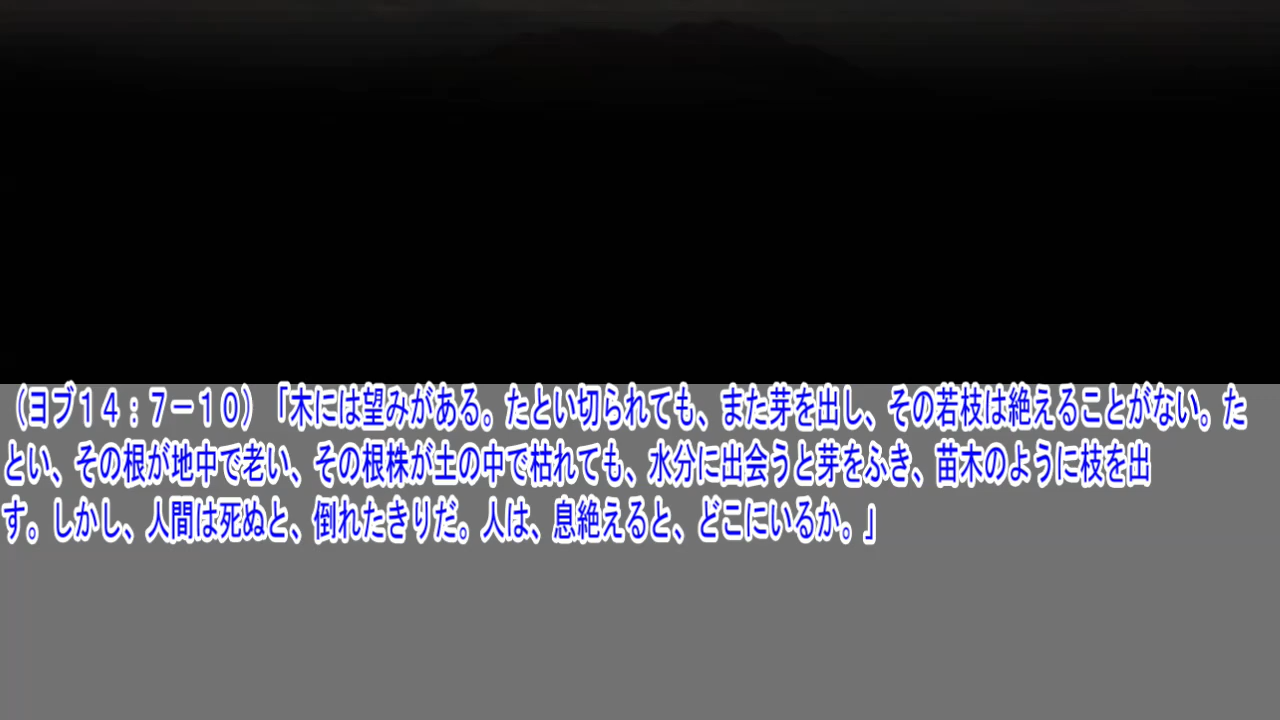 （ヨブ１４：７－１０）「木には望みがある。たとい切られても、また芽を出し、その若枝は絶えることがない。た
とい、その根が地中で老い、その根株が土の中で枯れても、水分に出会うと芽をふき、苗木のように枝を出
す。しかし、人間は死ぬと、倒れたきりだ。人は、息絶えると、どこにいるか。」